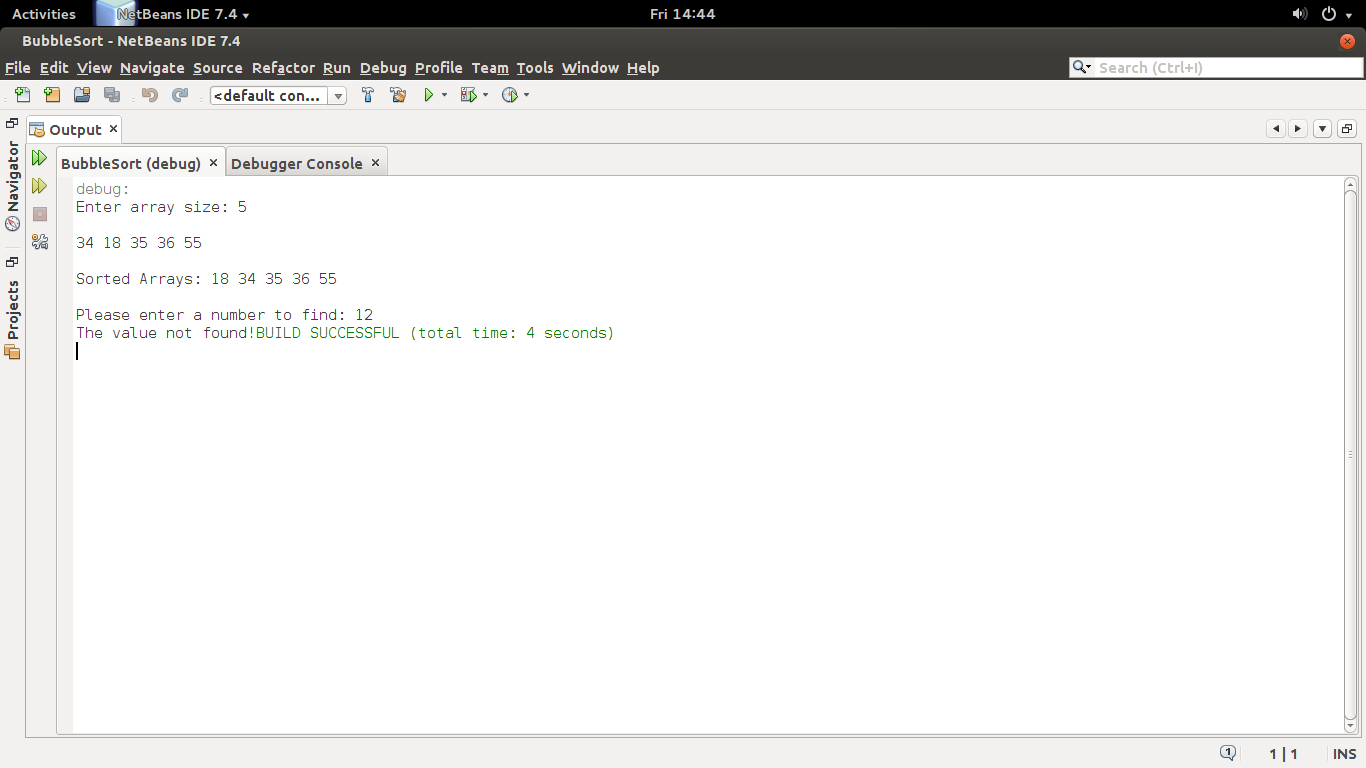 Activities NetBeans IDE 7.4 Fri 14:44
BubbleSort - NetBeans IDE 7.4
File Edit View Navigate Source Refactor Run Debug Profile Team Tools Window Help Search (Ctrl+I)
<default con...
Output
Navigator
Projects
BubbleSort (debug) Debugger Console
debug:
Enter array size: 5
34 18 35 36 55
Sorted Arrays: 18 34 35 36 55
Please enter a number to find: 12
The value not found!BUILD SUCCESSFUL (total time: 4 seconds)
1 1 | 1 INS